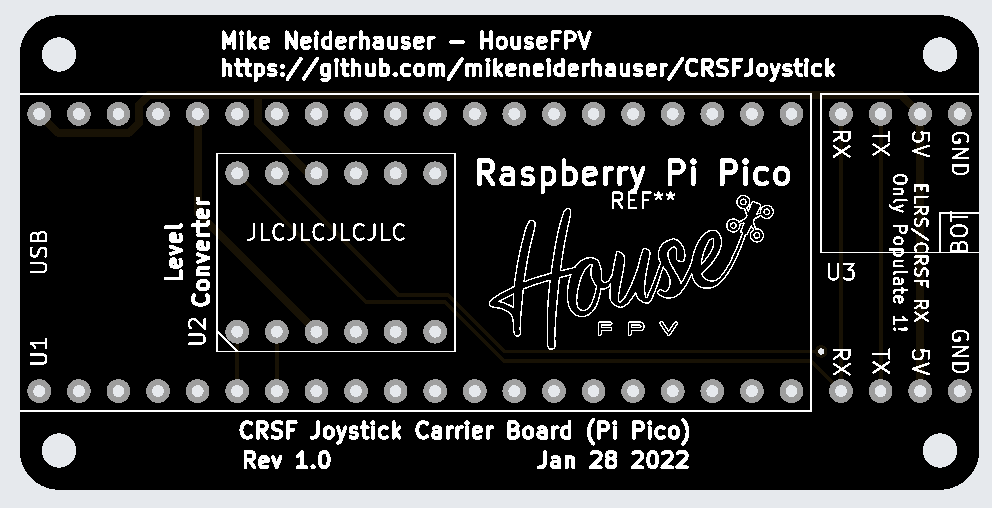 Mike Neiderhauser - HouseFPV
https://github.com/mikeneiderhauser/CRSFJoystick
RX TX 5V GND
Raspberry Pi Pico
REF**
JLCJLCJLCJLC
House
FPV
USB
U1
Level
Converter
U2
ELRS/CRSF RX
Only Populate 1!
BOT
U3
RX TX 5V GND
CRSF Joystick Carrier Board (Pi Pico)
Rev 1.0 Jan 28 2022